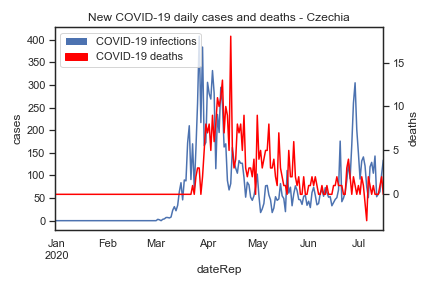 New COVID-19 daily cases and deaths - Czechia
COVID-19 infections
COVID-19 deaths
400
350
300
250
200
150
100
50
0
cases
15
10
5
0
deaths
Jan Feb Mar Apr May Jun Jul
2020
dateRep